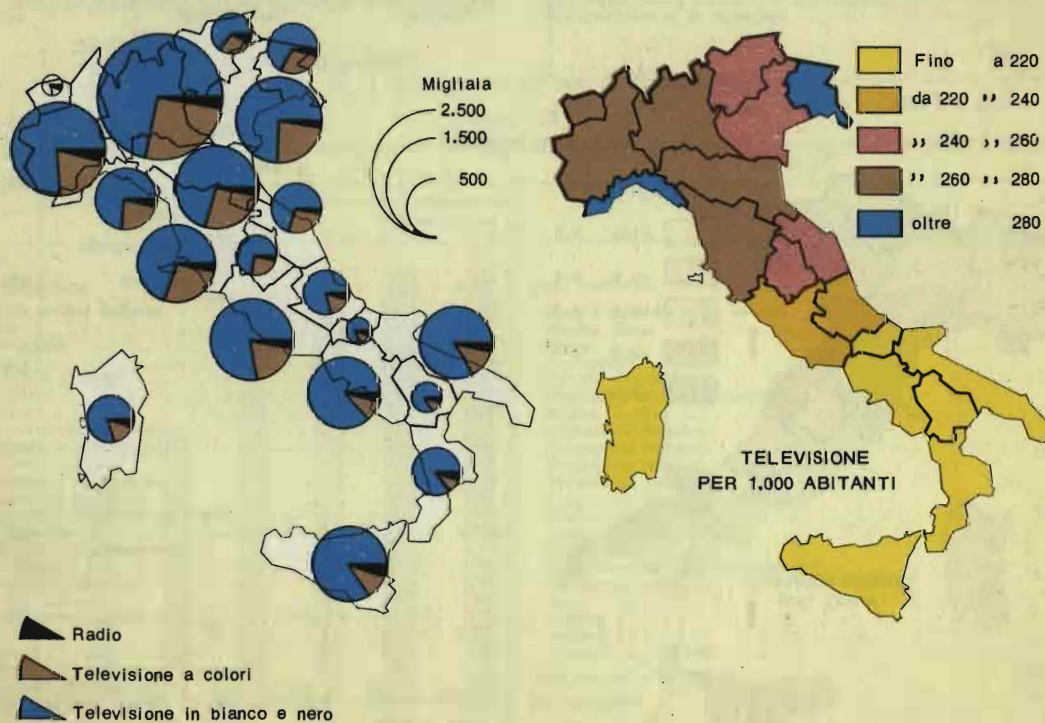 Migliaia
2.500
1.500
500
Radio
Televisione a colori
Televisione in bianco e nero
Fino a 220
da 220 ,, 240
,, 240 ,, 260
,, 260 ,, 280
oltre 280
TELEVISIONE
PER 1.000 ABITANTI